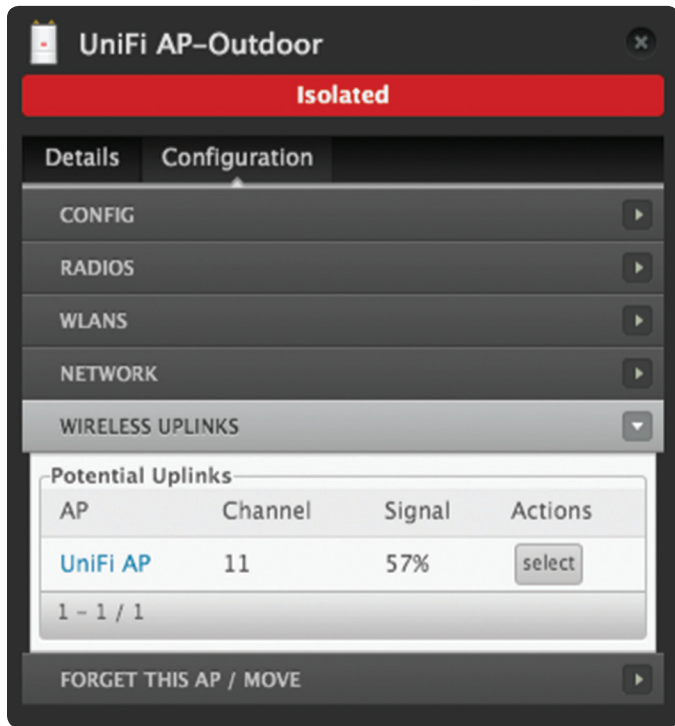 UniFi AP-Outdoor
Isolated
Details Configuration
CONFIG
RADIOS
WLANS
NETWORK
WIRELESS UPLINKS
Potential Uplinks
AP Channel Signal Actions
UniFi AP 11 57% select
1 - 1 / 1
FORGET THIS AP / MOVE